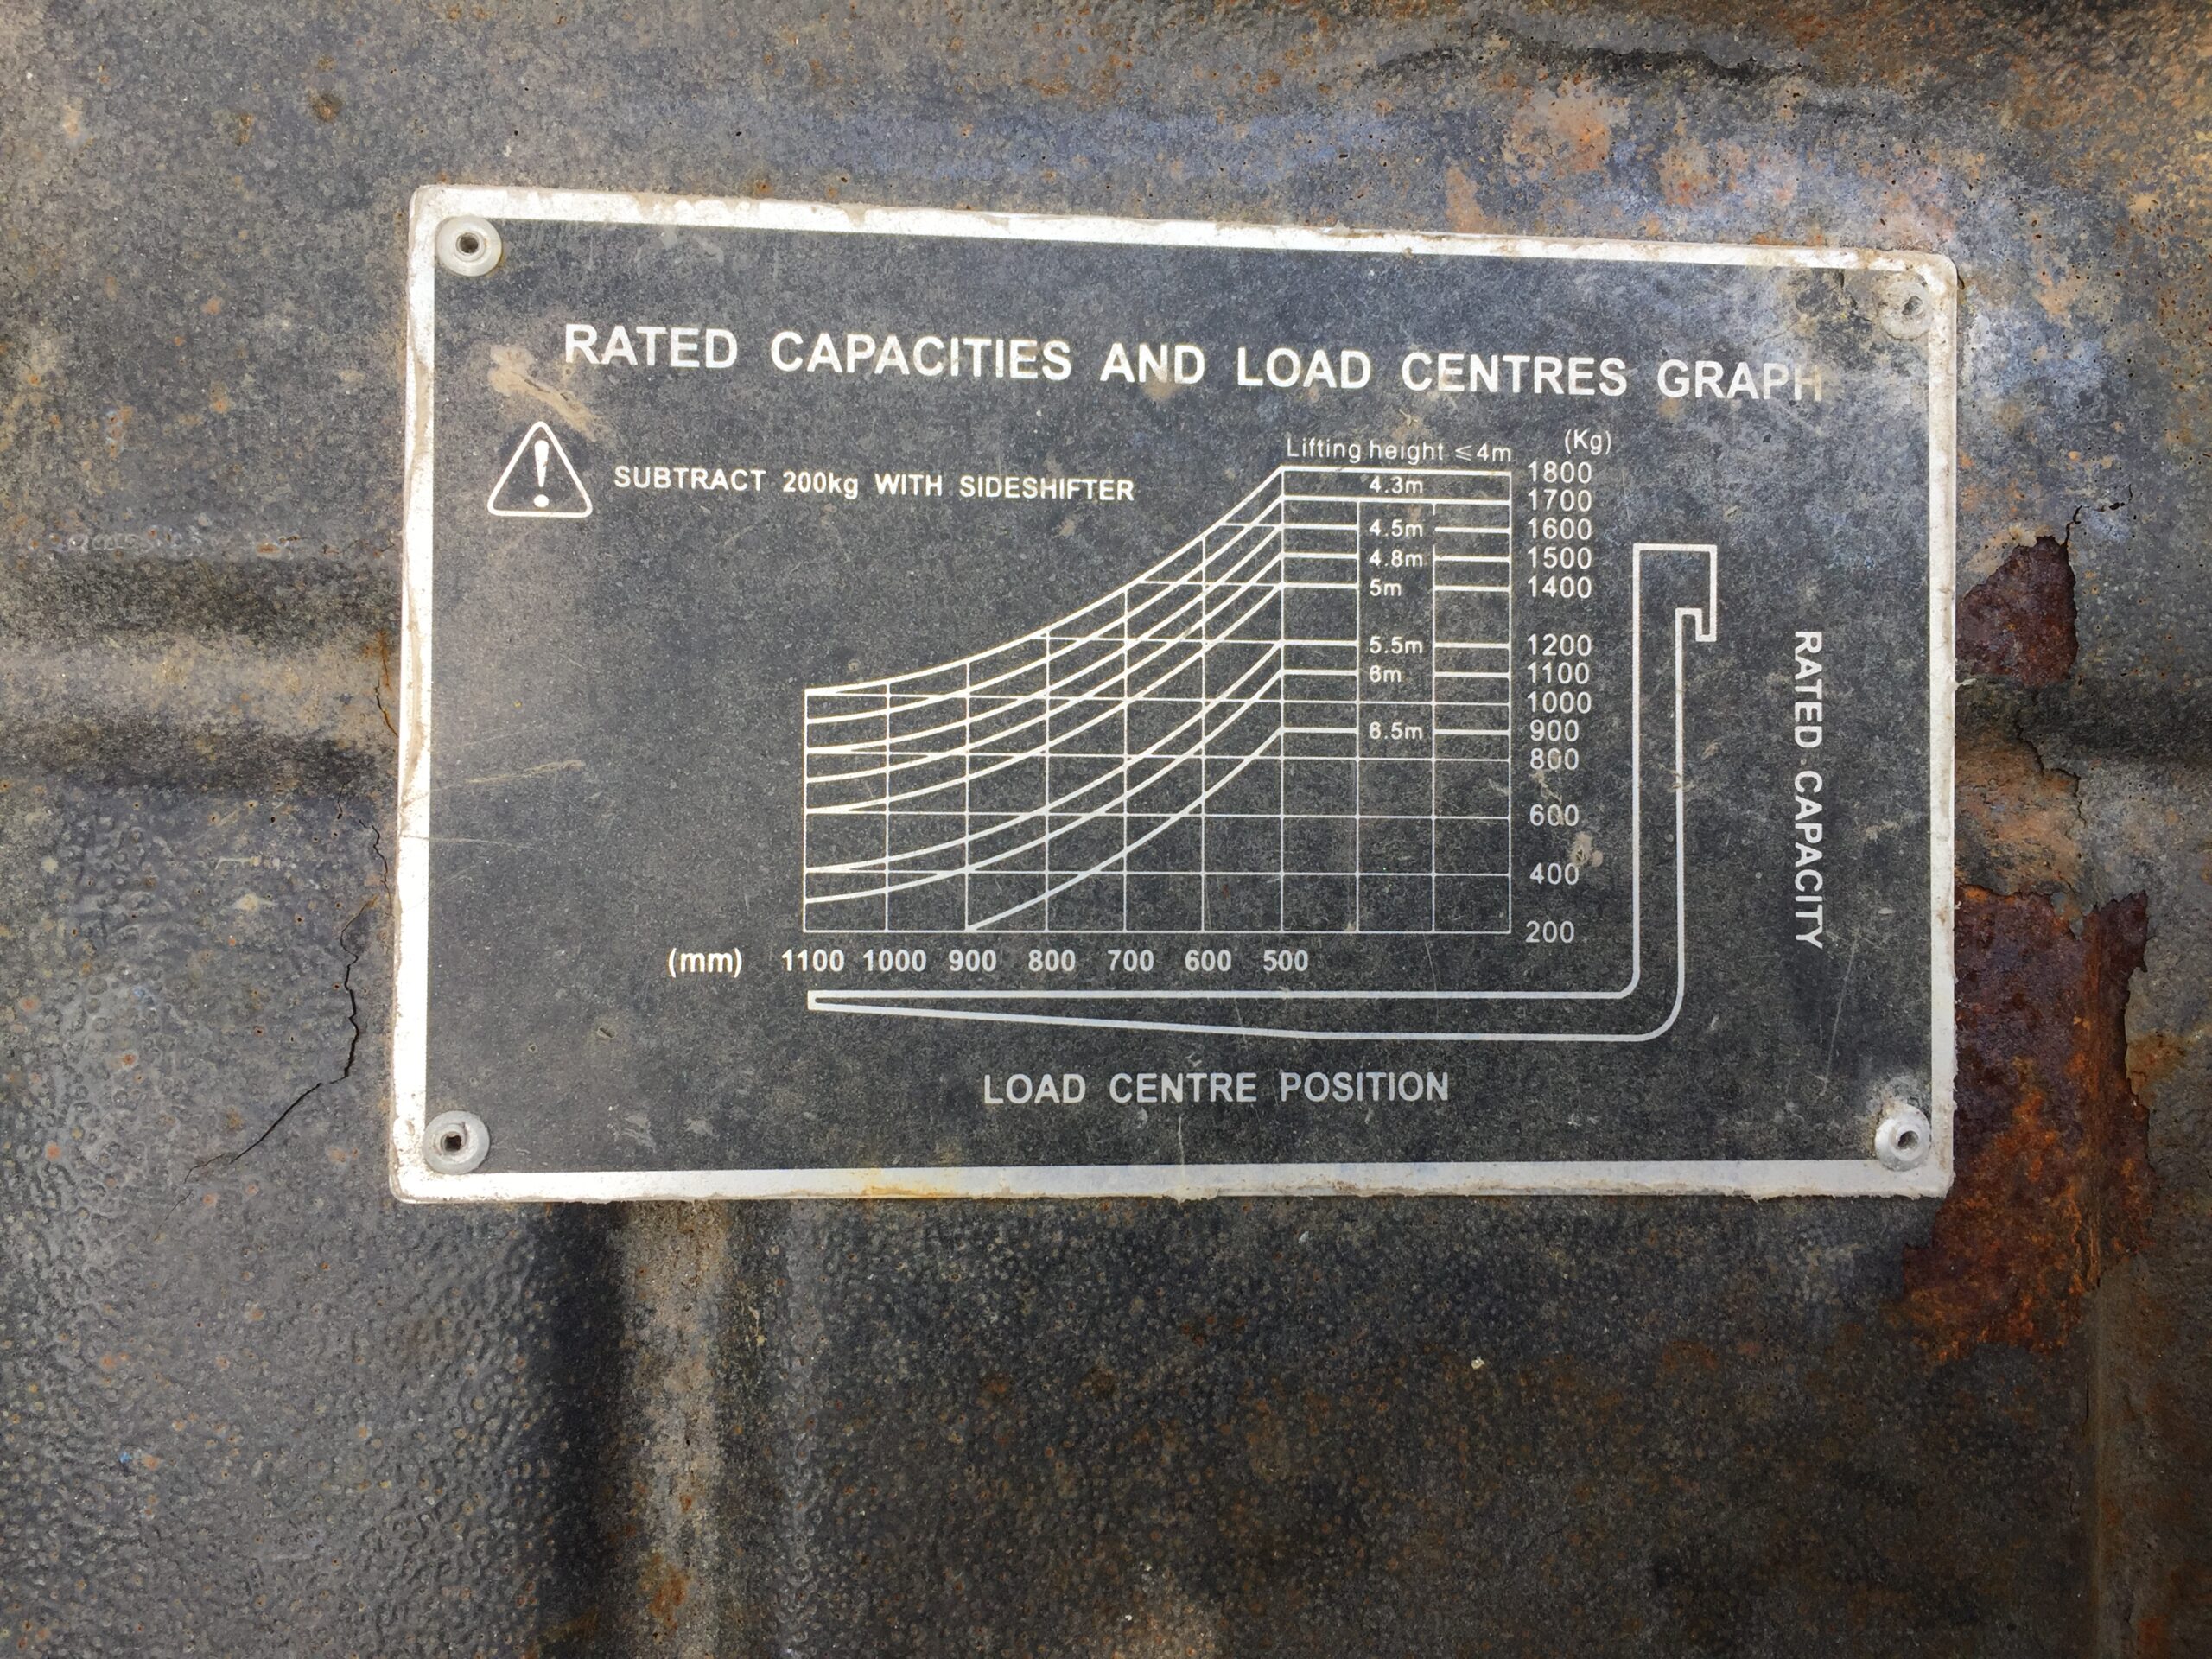 RATED CAPACITIES AND LOAD CENTRES GRAPH
SUBTRACT 200kg WITH SIDESHIFTER
Lifting height ≤4m (Kg)
1800
4.3m
1700
4.5m 1600
4.8m 1500
5m 1400
5.5m 1200
6m 1100
1000
6.5m 900
800
600
400
200
(mm) 1100 1000 900 800 700 600 500
RATED CAPACITY
LOAD CENTRE POSITION